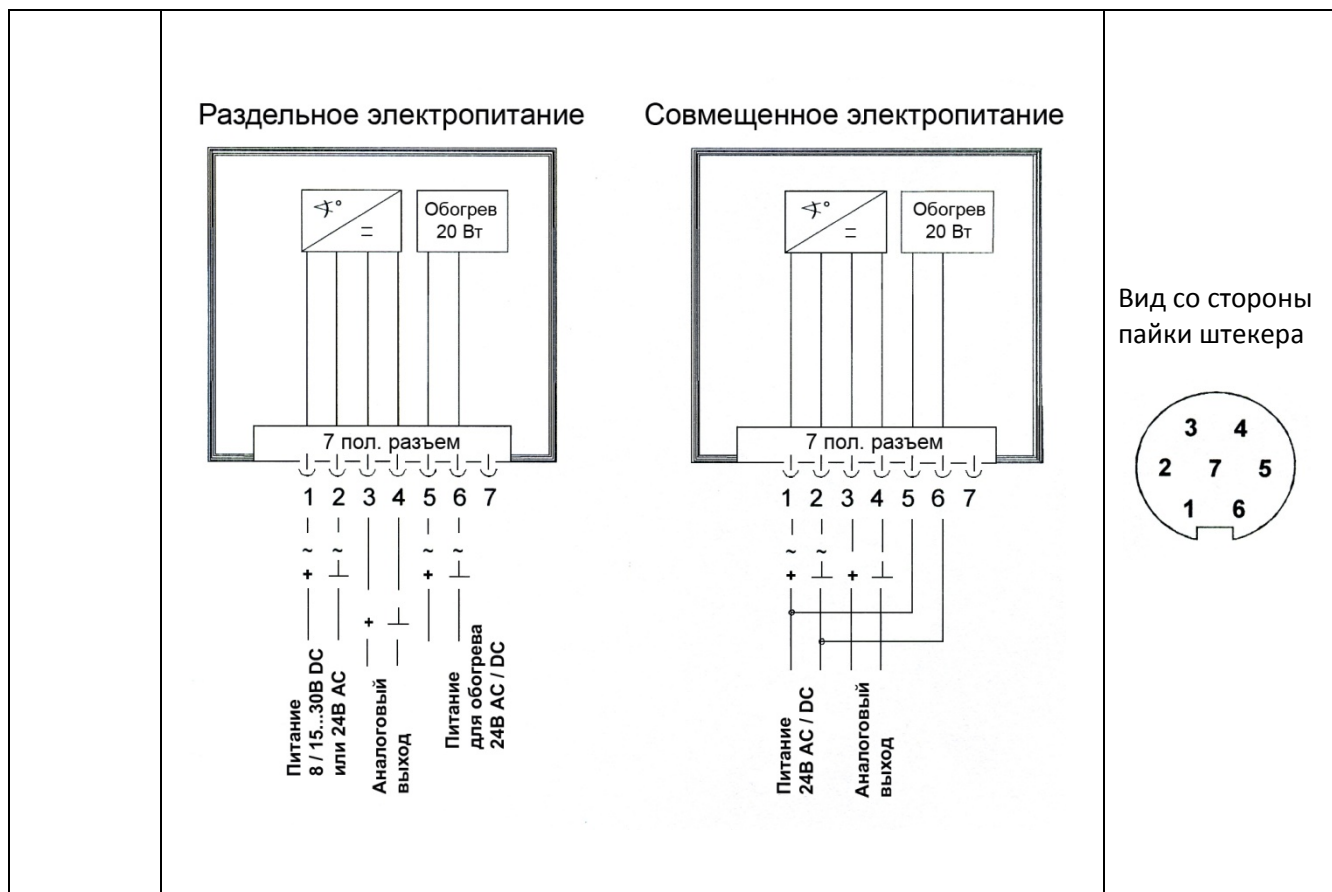 Раздельное электропитание
Обогрев
20 Вт
7 пол. разъем
1 2 3 4 5 6 7
~ ~ ~ ~
+ ⊥ + ⊥
+ ⊥
Питание
8 / 15...30В DC
или 24В AC
Аналоговый
выход
Питание
для обогрева
24В AC / DC
Совмещенное электропитание
Обогрев
20 Вт
7 пол. разъем
1 2 3 4 5 6 7
~ ~
+ ⊥ + ⊥
Питание
24В AC / DC
Аналоговый
выход
Вид со стороны
пайки штекера
3 4
2 7 5
1 6